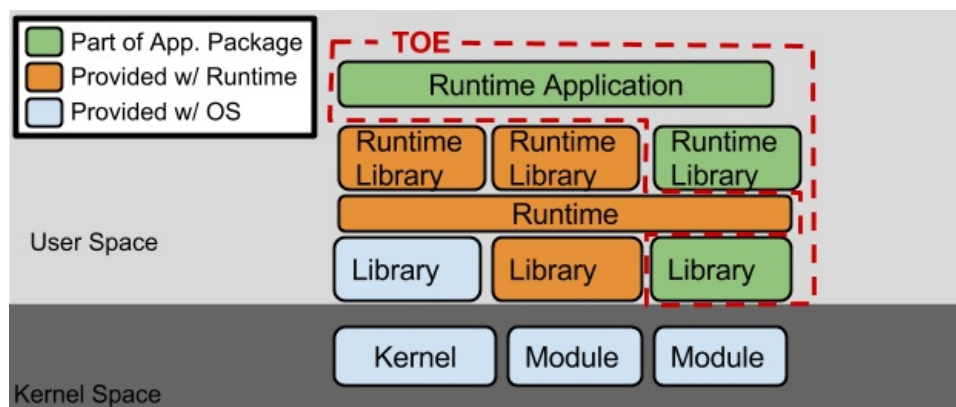 Part of App. Package
Provided w/ Runtime
Provided w/ OS
TOE
Runtime Application
Runtime
Library
Runtime
Library
Runtime
Library
Runtime
User Space
Library
Library
Library
Kernel
Module
Module
Kernel Space